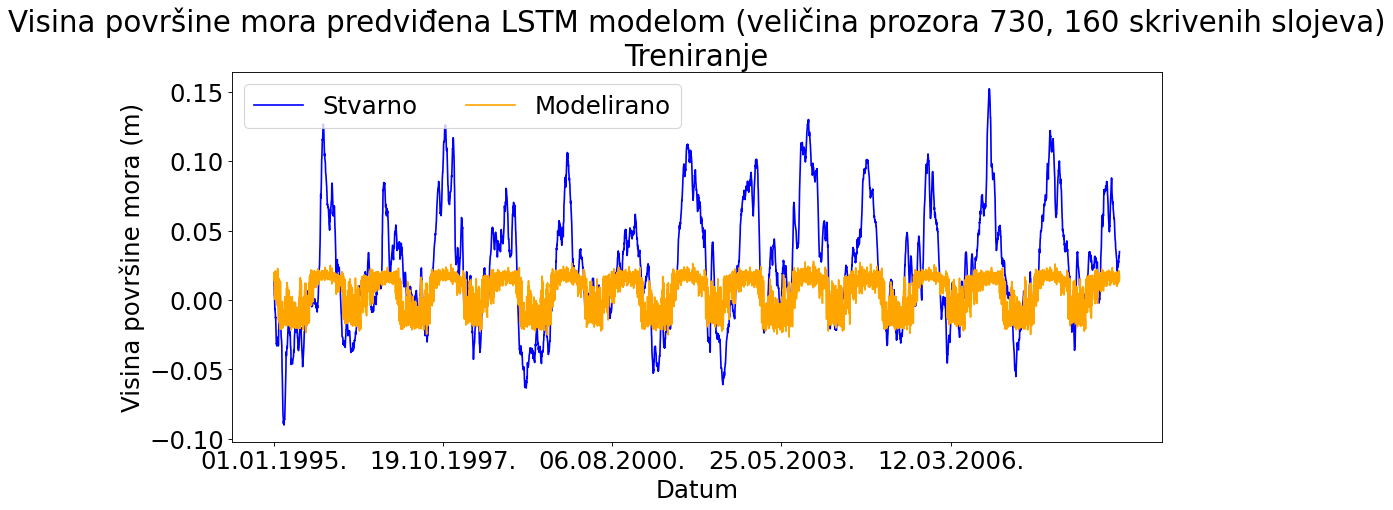 Visina površine mora predviđena LSTM modelom (veličina prozora 730, 160 skrivenih slojeva)
Treniranje
Stvarno Modelirano
Visina površine mora (m)
0.15
0.10
0.05
0.00
−0.05
−0.10
01.01.1995. 19.10.1997. 06.08.2000. 25.05.2003. 12.03.2006.
Datum